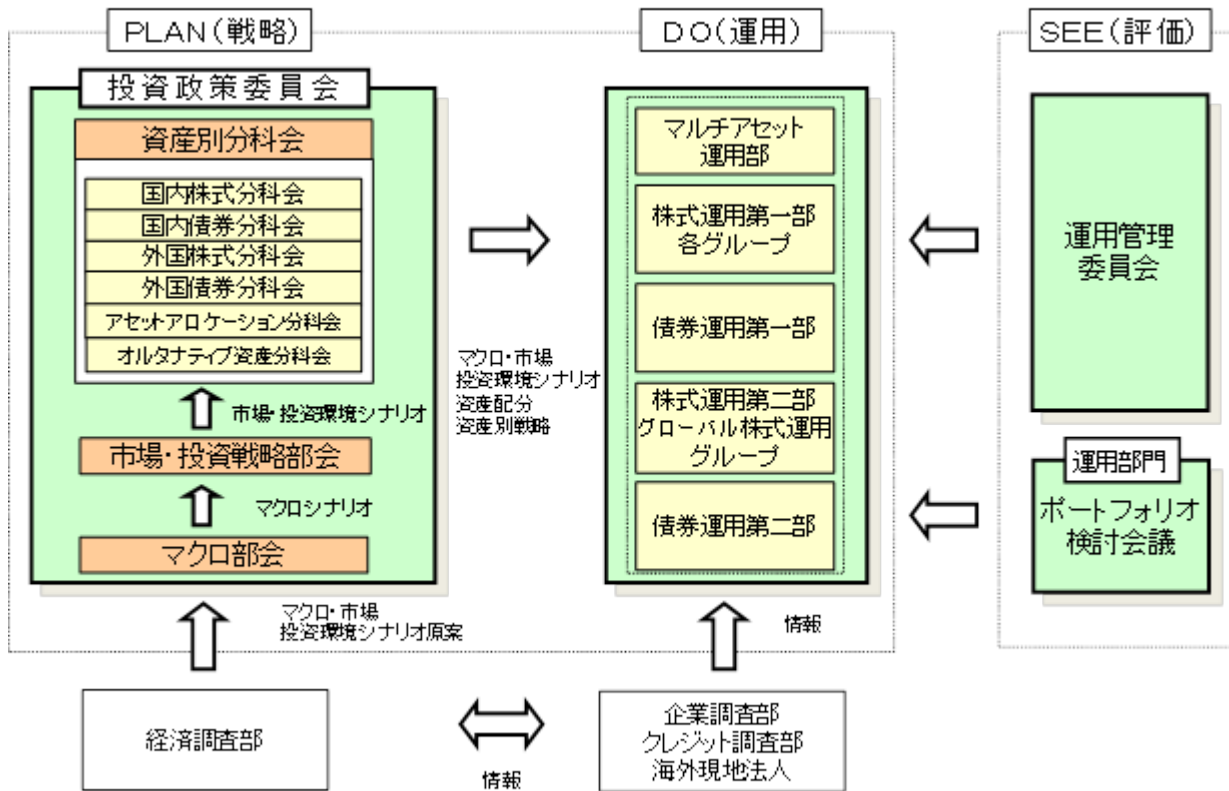 PLAN(戦略)
DO(運用)
SEE(評価)
投資政策委員会
資産別分科会
国内株式分科会
国内債券分科会
外国株式分科会
外国債券分科会
アセットアロケーション分科会
オルタナティブ資産分科会
市場・投資環境シナリオ
市場・投資戦略部会
マクロシナリオ
マクロ部会
マクロ・市場
投資環境シナリオ
資産配分
資産別戦略
マルチアセット
運用部
株式運用第一部
各グループ
債券運用第一部
株式運用第二部
グローバル株式運用
グループ
債券運用第二部
運用管理
委員会
運用部門
ポートフォリオ
検討会議
マクロ・市場
投資環境シナリオ原案
情報
経済調査部
情報
企業調査部
クレジット調査部
海外現地法人